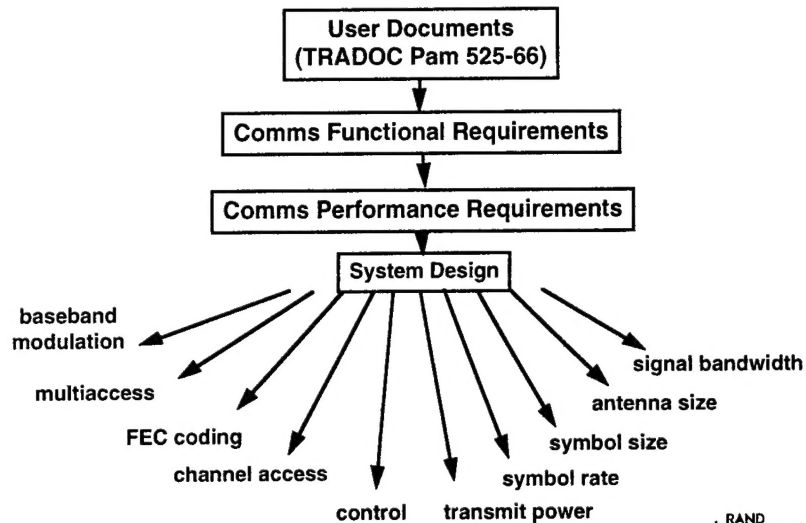 User Documents
(TRADOC Pam 525-66)
Comms Functional Requirements
Comms Performance Requirements
System Design
baseband
modulation
multiaccess
FEC coding
channel access
control
transmit power
symbol rate
symbol size
antenna size
signal bandwidth
RAND